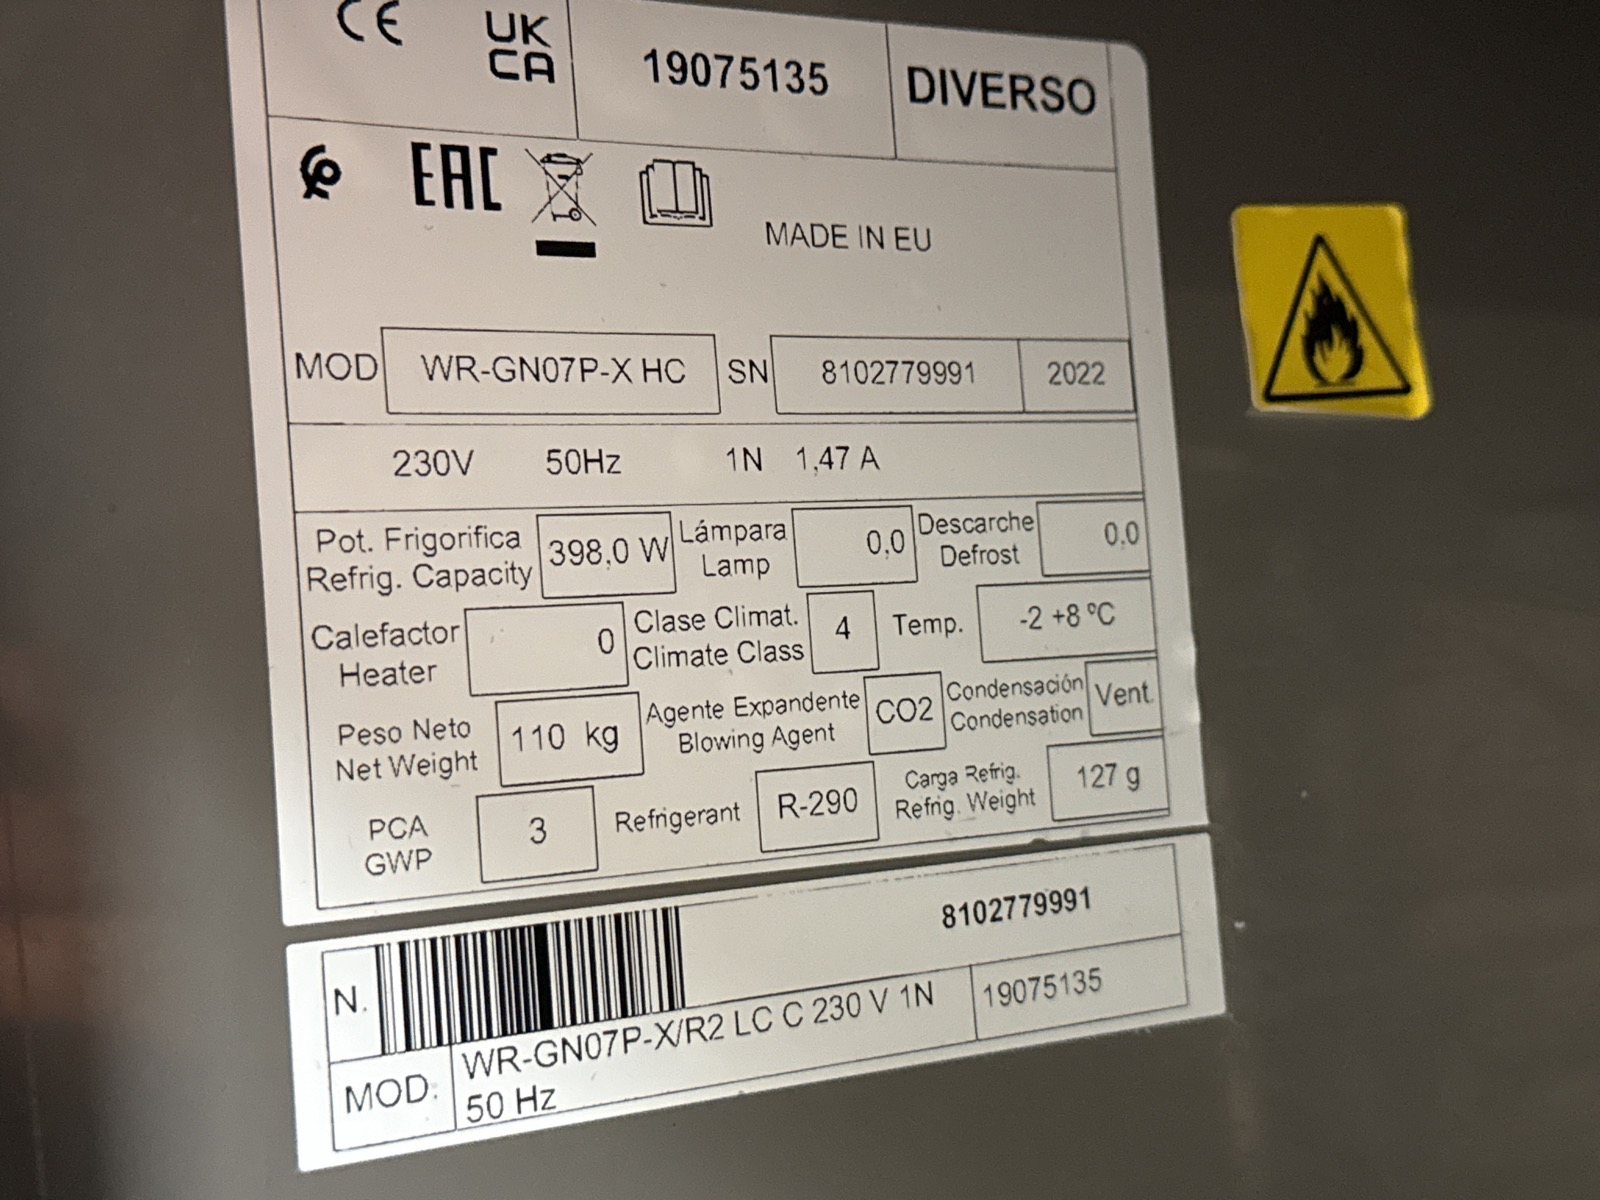 CE
UK
CA
19075135
DIVERSO
EAC
MADE IN EU
MOD WR-GN07P-X HC SN 8102779991 2022
230V 50Hz 1N 1,47 A
Pot. Frigorifica
Refrig. Capacity
398,0 W
Lámpara
Lamp
0,0
Descarche
Defrost
0,0
Calefactor
Heater
0
Clase Climat.
Climate Class
4
Temp.
-2 +8 ºC
Peso Neto
Net Weight
110 kg
Agente Expandente
Blowing Agent
CO2
Condensación
Condensation
Vent.
PCA
GWP
3
Refrigerant
R-290
Carga Refrig.
Refrig. Weight
127 g
N.
8102779991
MOD:
WR-GN07P-X/R2 LC C 230 V 1N
50 Hz
19075135